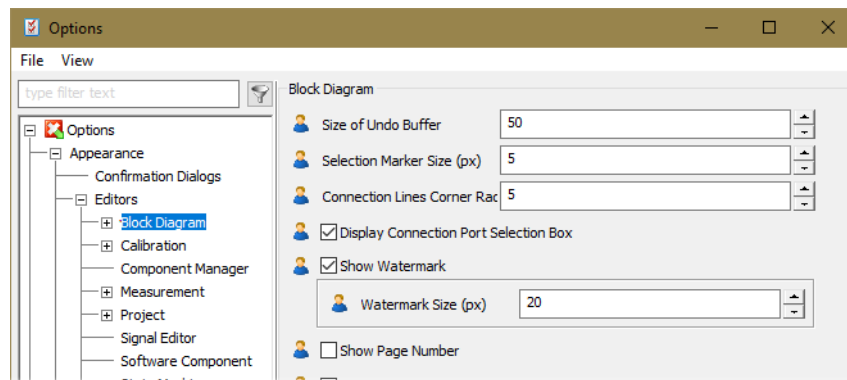 Options
File View
type filter text
Options
Appearance
Confirmation Dialogs
Editors
Block Diagram
Calibration
Component Manager
Measurement
Project
Signal Editor
Software Component
Block Diagram
Size of Undo Buffer 50
Selection Marker Size (px) 5
Connection Lines Corner Rac 5
Display Connection Port Selection Box
Show Watermark
Watermark Size (px) 20
Show Page Number